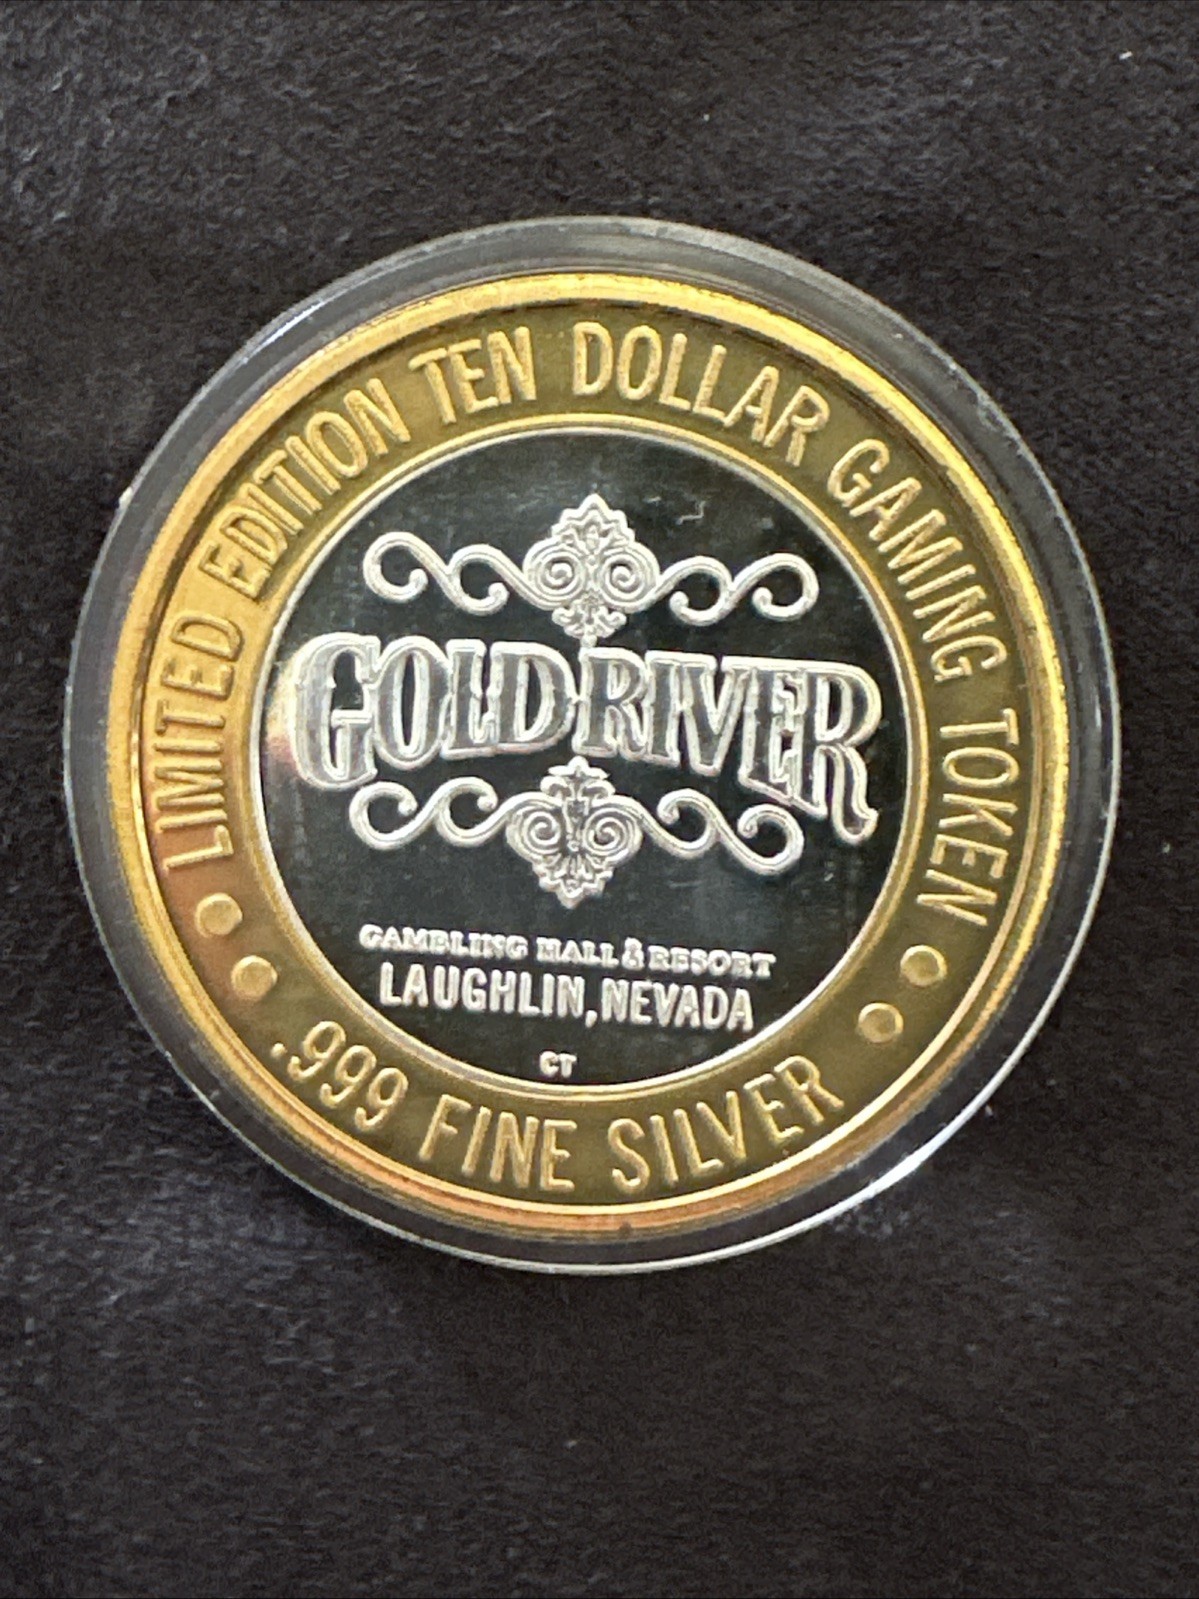 LIMITED EDITION TEN DOLLAR GAMING TOKEN
GOLD RIVER
GAMBLING HALL & RESORT
LAUGHLIN, NEVADA
CT
.999 FINE SILVER